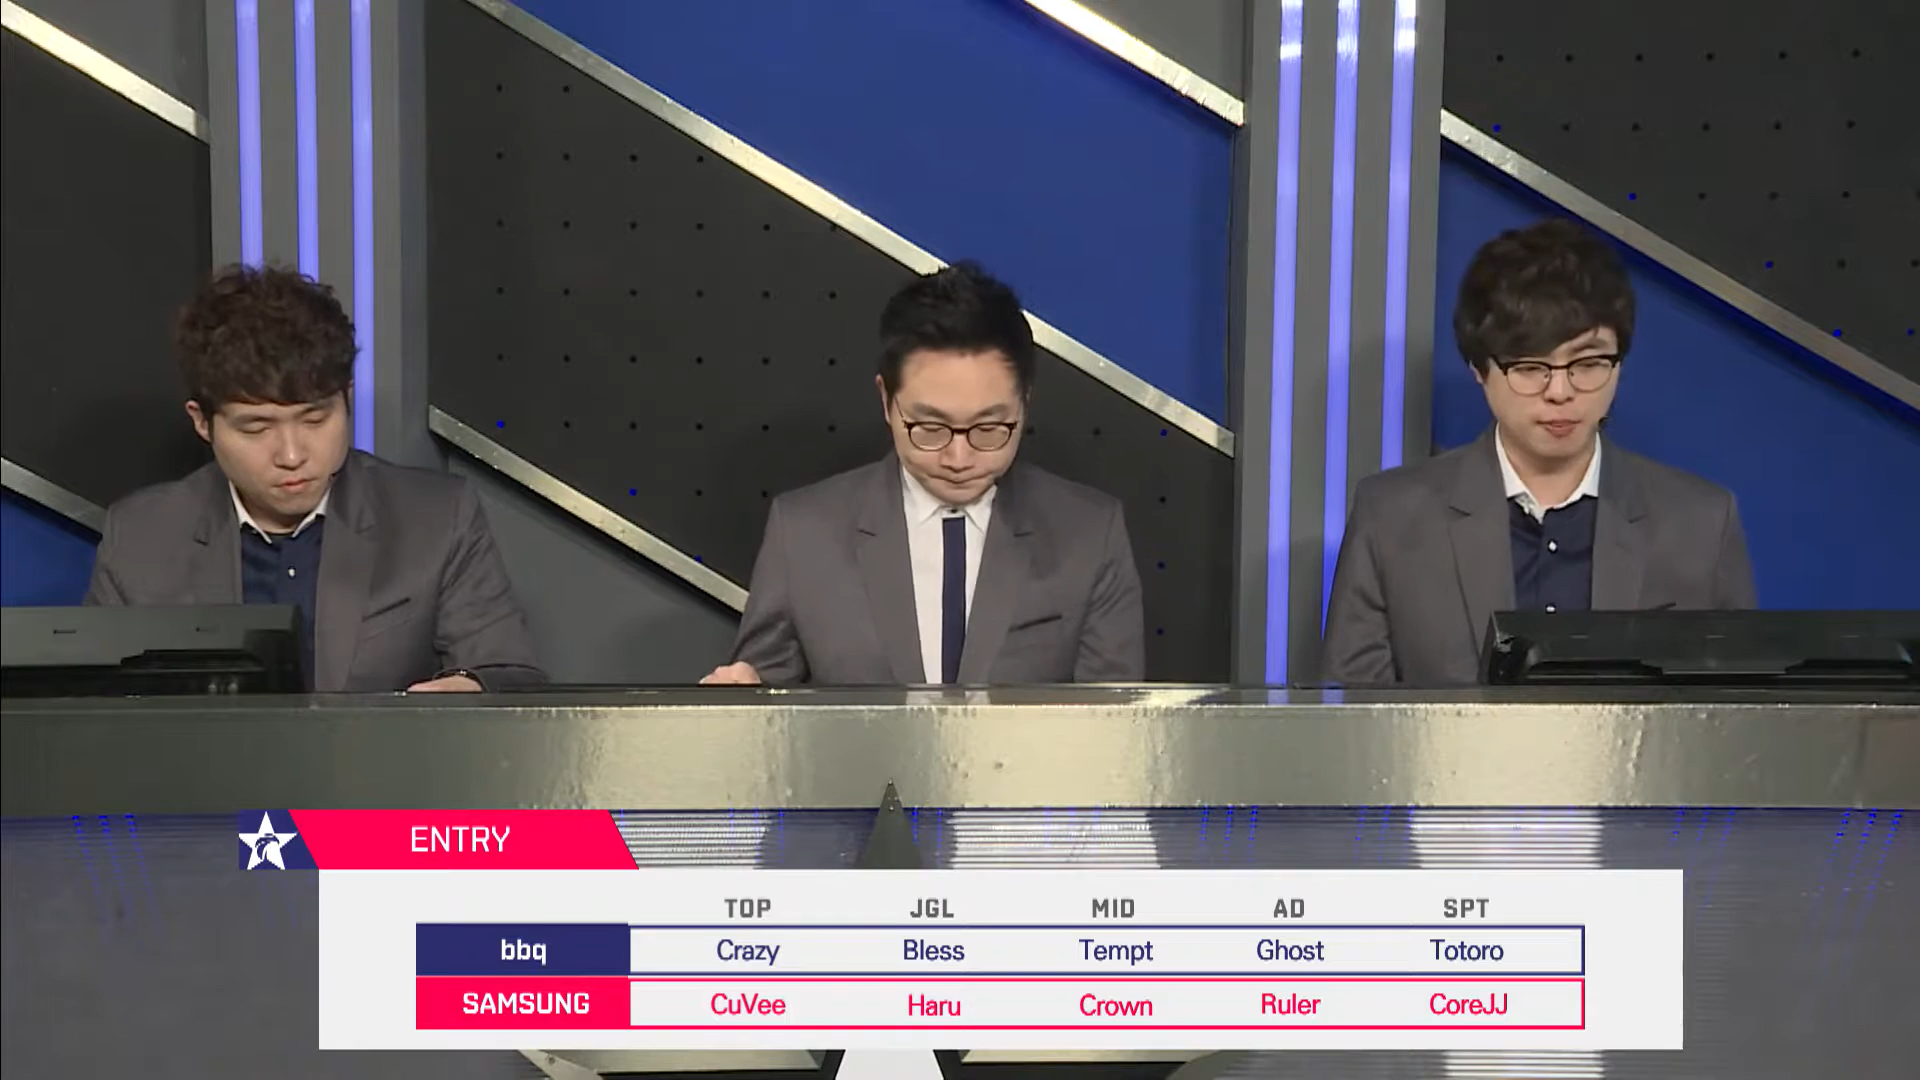 ENTRY
TOP JGL MID AD SPT
bbq Crazy Bless Tempt Ghost Totoro
SAMSUNG CuVee Haru Crown Ruler CoreJJ